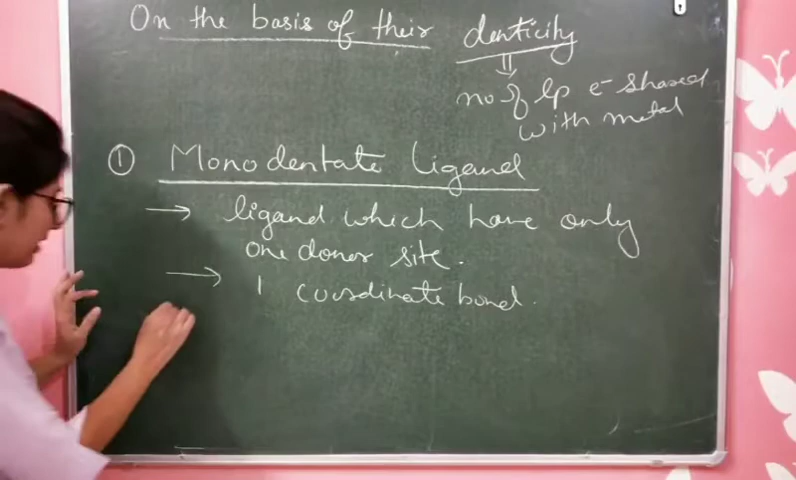 On the basis of their denticity
⇓
no of lp e- shared
with metal
① Monodentate ligand
→ ligand which have only
one donor site.
→ 1 coordinate bond.